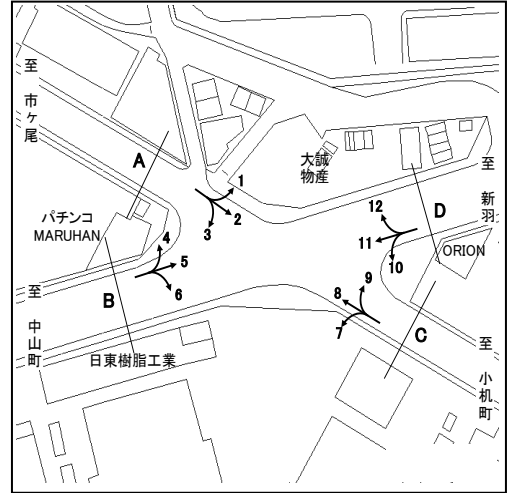 至 市ヶ尾
A
1
2
3
大誠
物産
至 新羽
D
パチンコ
MARUHAN
4
5
6
12
11
10
ORION
至 中山町
B
9
8
7
C
日東樹脂工業
至 小机町